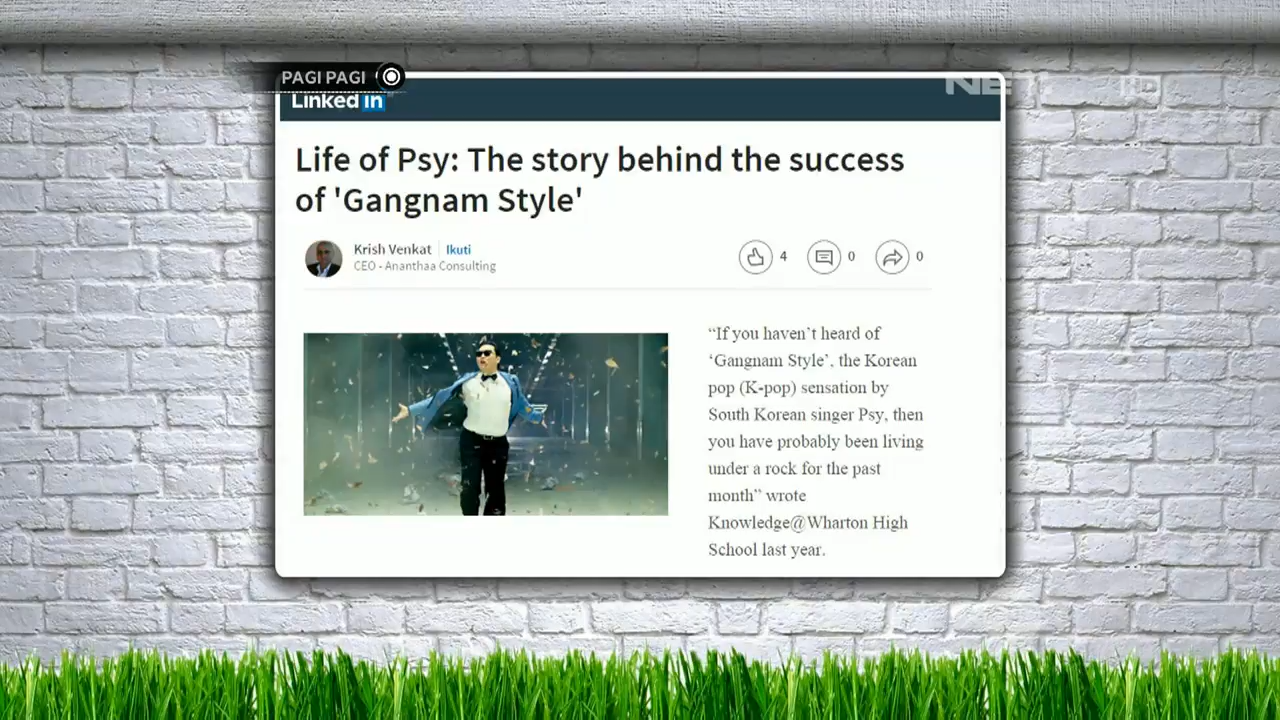 PAGI PAGI
NET.
HD
Linked in
Life of Psy: The story behind the success
of 'Gangnam Style'
Krish Venkat Ikuti
CEO - Ananthaa Consulting
4 0 0
“If you haven’t heard of
‘Gangnam Style’, the Korean
pop (K-pop) sensation by
South Korean singer Psy, then
you have probably been living
under a rock for the past
month” wrote
Knowledge@Wharton High
School last year.